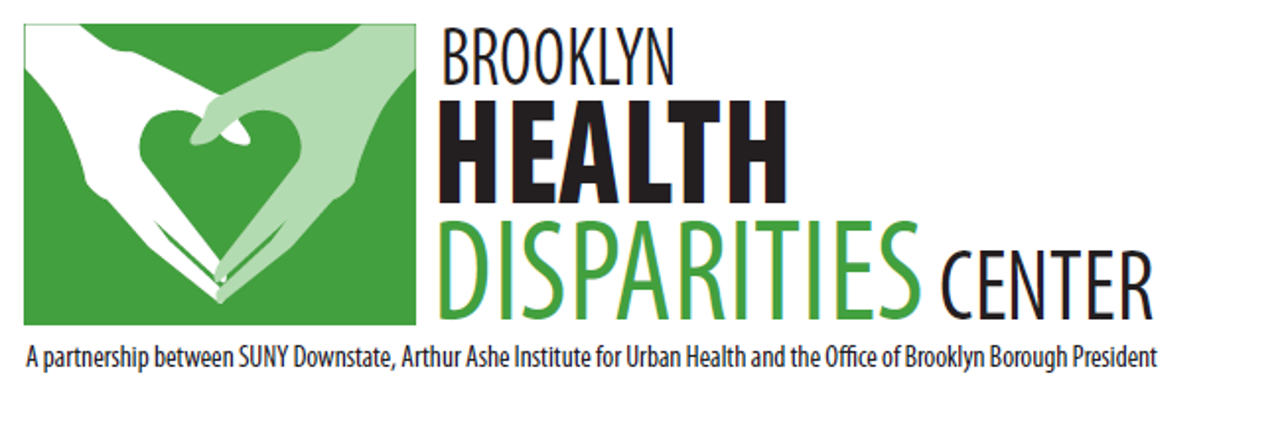 BROOKLYN
HEALTH
DISPARITIES CENTER
A partnership between SUNY Downstate, Arthur Ashe Institute for Urban Health and the Office of Brooklyn Borough President